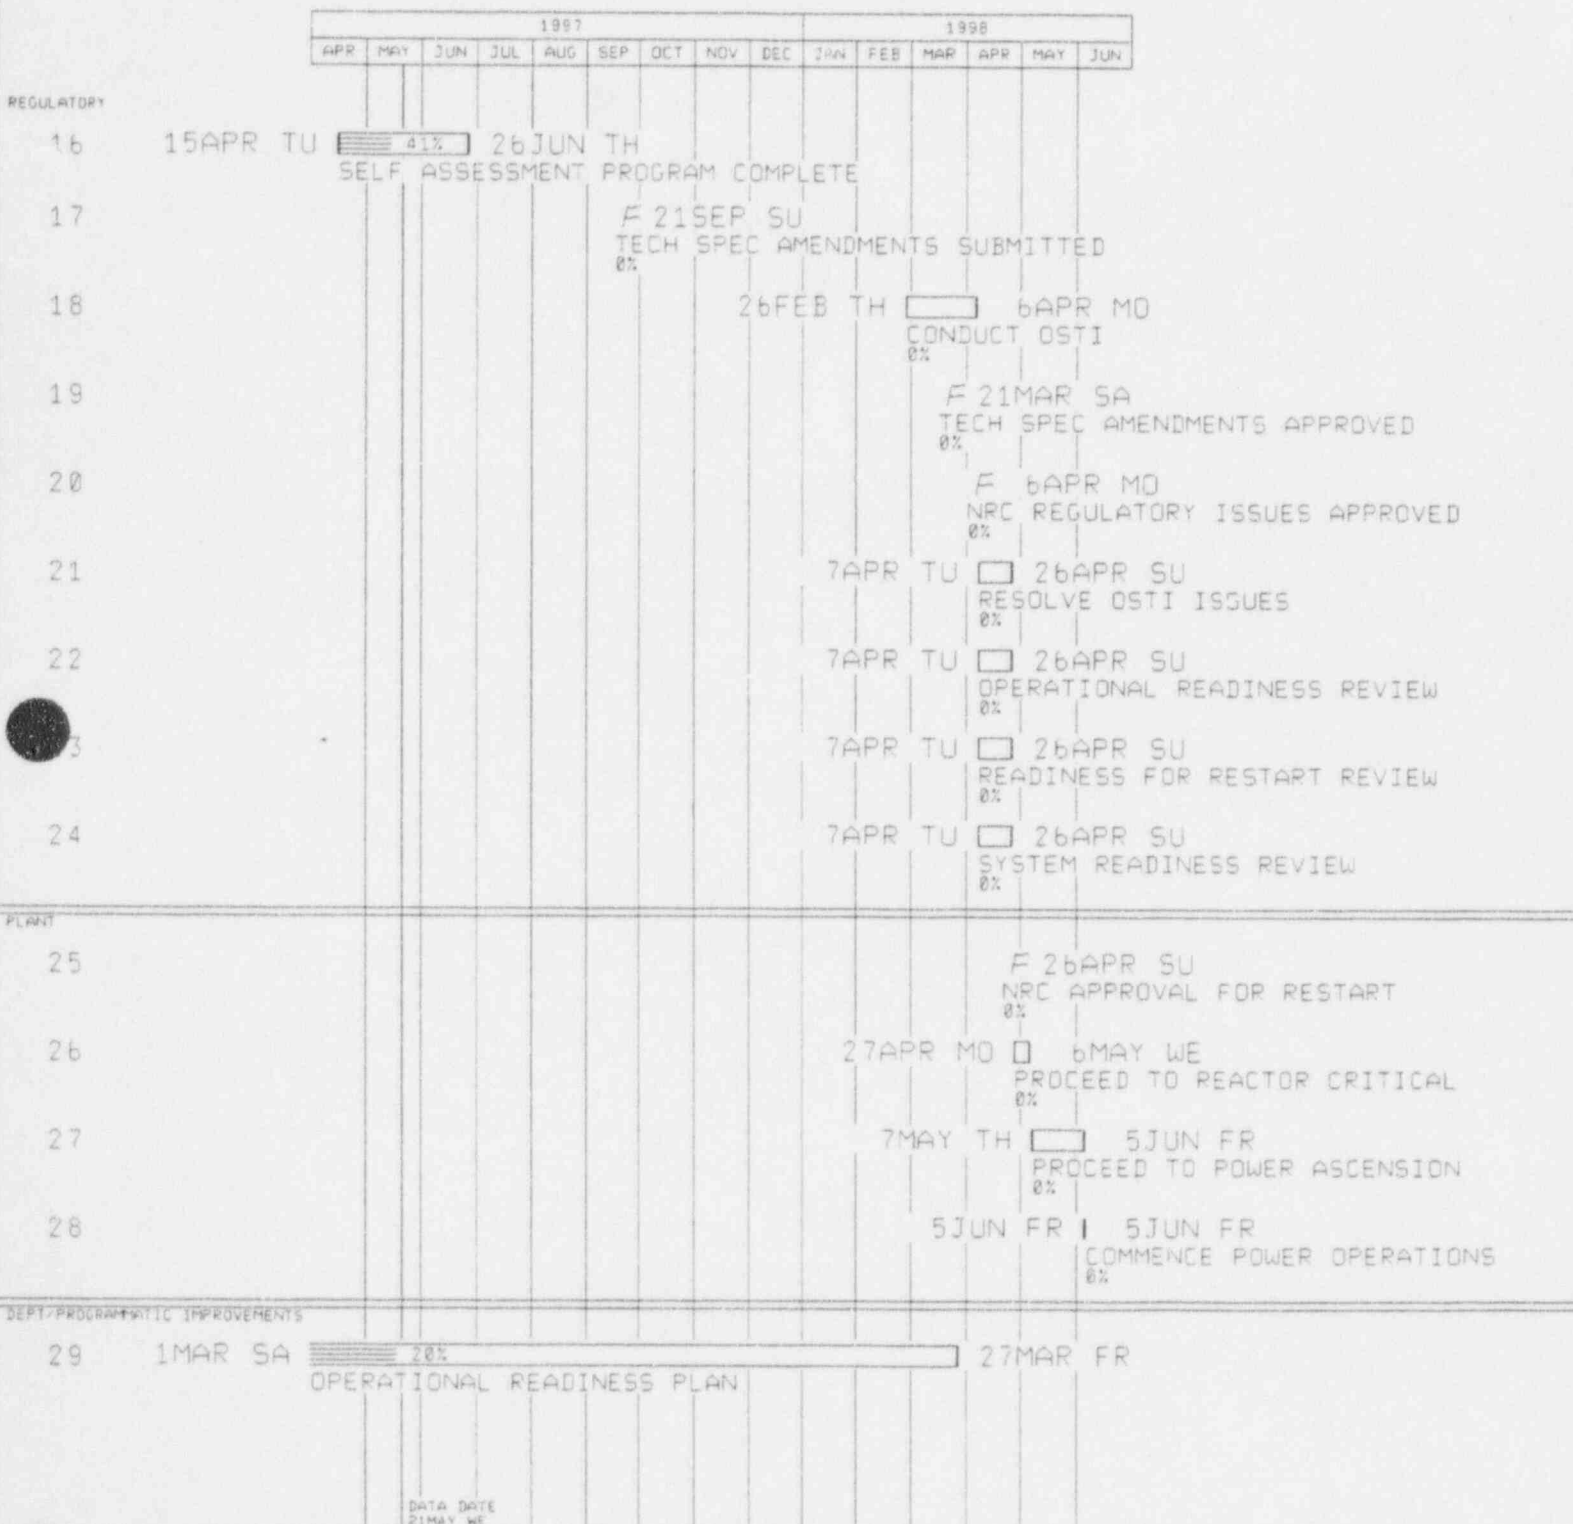 1997 1998
APR MAY JUN JUL AUG SEP OCT NOV DEC JAN FEB MAR APR MAY JUN
REGULATORY
16 15APR TU 41% 26JUN TH
SELF ASSESSMENT PROGRAM COMPLETE
17 F 21SEP SU
TECH SPEC AMENDMENTS SUBMITTED
0%
18 26FEB TH 6APR MO
CONDUCT OSTI
0%
19 F 21MAR SA
TECH SPEC AMENDMENTS APPROVED
0%
20 F 6APR MO
NRC REGULATORY ISSUES APPROVED
0%
21 7APR TU 26APR SU
RESOLVE OSTI ISSUES
0%
22 7APR TU 26APR SU
OPERATIONAL READINESS REVIEW
0%
3 7APR TU 26APR SU
READINESS FOR RESTART REVIEW
0%
24 7APR TU 26APR SU
SYSTEM READINESS REVIEW
0%
PLANT
25 F 26APR SU
NRC APPROVAL FOR RESTART
0%
26 27APR MO 6MAY WE
PROCEED TO REACTOR CRITICAL
0%
27 7MAY TH 5JUN FR
PROCEED TO POWER ASCENSION
0%
28 5JUN FR 5JUN FR
COMMENCE POWER OPERATIONS
0%
DEPT/PROGRAMMATIC IMPROVEMENTS
29 1MAR SA 20% 27MAR FR
OPERATIONAL READINESS PLAN
DATA DATE
21MAY WE